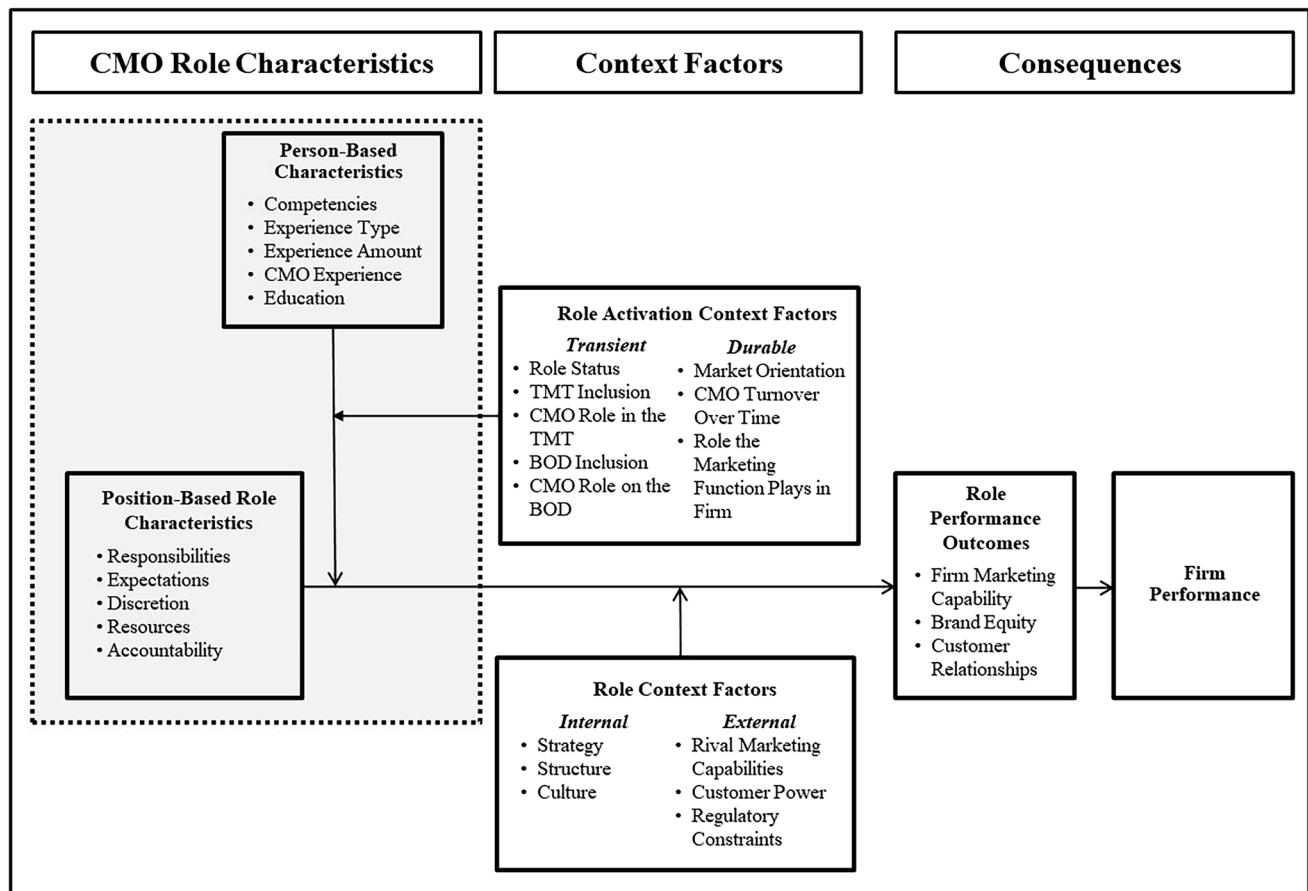 CMO Role Characteristics
Context Factors
Consequences
Person-Based
Characteristics
• Competencies
• Experience Type
• Experience Amount
• CMO Experience
• Education
Role Activation Context Factors
Transient
• Role Status
• TMT Inclusion
• CMO Role in the
TMT
• BOD Inclusion
• CMO Role on the
BOD
Durable
• Market Orientation
• CMO Turnover
Over Time
• Role the
Marketing
Function Plays in
Firm
Position-Based Role
Characteristics
• Responsibilities
• Expectations
• Discretion
• Resources
• Accountability
Role
Performance
Outcomes
• Firm Marketing
Capability
• Brand Equity
• Customer
Relationships
Firm
Performance
Role Context Factors
Internal
• Strategy
• Structure
• Culture
External
• Rival Marketing
Capabilities
• Customer Power
• Regulatory
Constraints